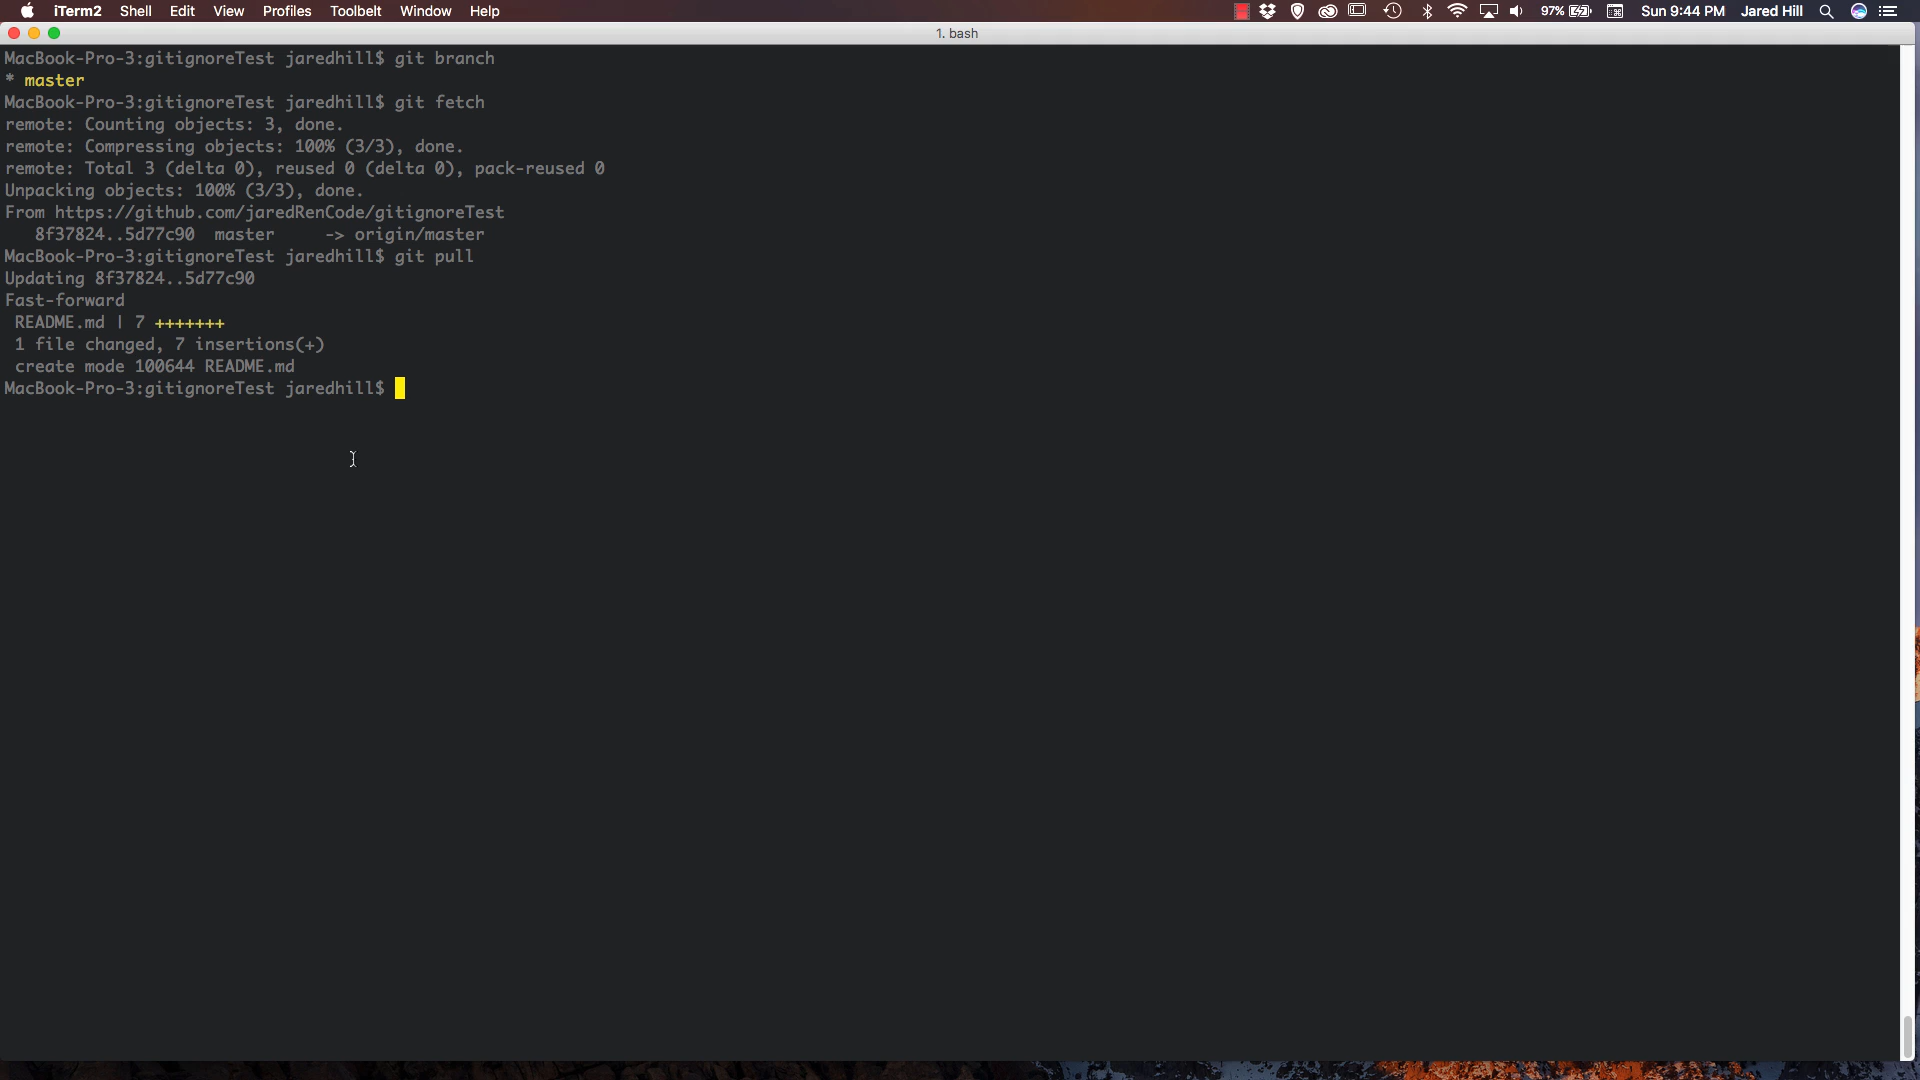 iTerm2 Shell Edit View Profiles Toolbelt Window Help 97% Sun 9:44 PM Jared Hill
1. bash
MacBook-Pro-3:gitignoreTest jaredhill$ git branch
* master
MacBook-Pro-3:gitignoreTest jaredhill$ git fetch
remote: Counting objects: 3, done.
remote: Compressing objects: 100% (3/3), done.
remote: Total 3 (delta 0), reused 0 (delta 0), pack-reused 0
Unpacking objects: 100% (3/3), done.
From https://github.com/jaredRenCode/gitignoreTest
   8f37824..5d77c90  master     -> origin/master
MacBook-Pro-3:gitignoreTest jaredhill$ git pull
Updating 8f37824..5d77c90
Fast-forward
 README.md | 7 +++++++
 1 file changed, 7 insertions(+)
 create mode 100644 README.md
MacBook-Pro-3:gitignoreTest jaredhill$